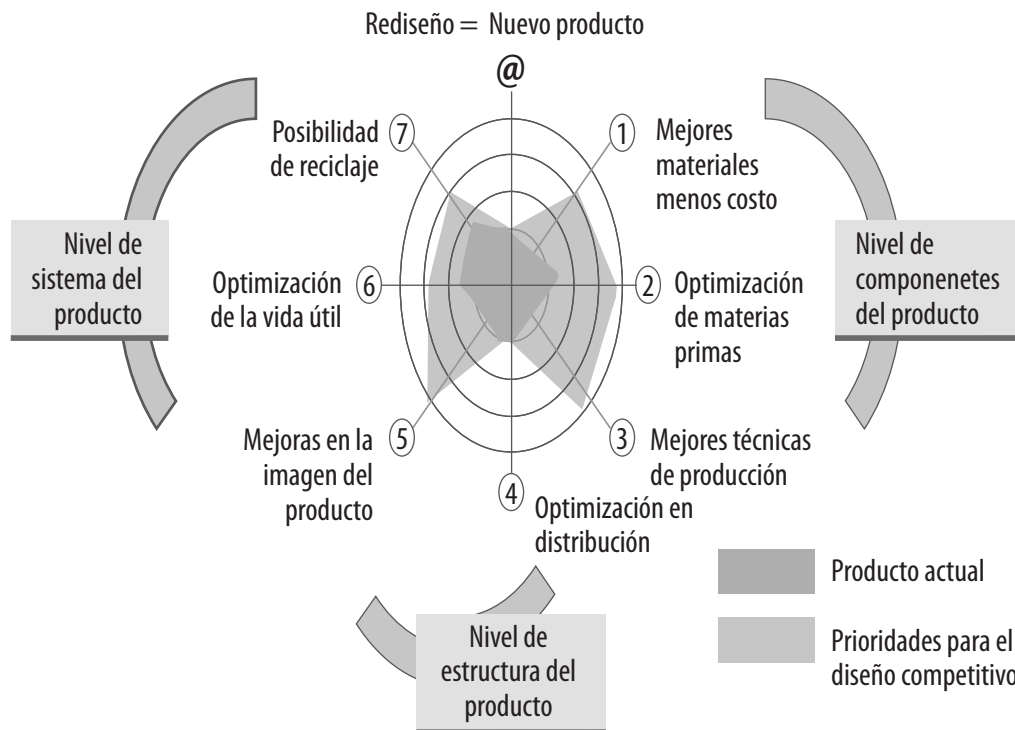 Rediseño = Nuevo producto
@
Posibilidad
de reciclaje
7
1
Mejores
materiales
menos costo
Nivel de
sistema del
producto
Optimización
de la vida útil
6
2
Optimización
de materias
primas
Nivel de
componenetes
del producto
Mejoras en la
imagen del
producto
5
3
Mejores técnicas
de producción
4
Optimización en
distribución
Producto actual
Prioridades para el
diseño competitivo
Nivel de
estructura del
producto